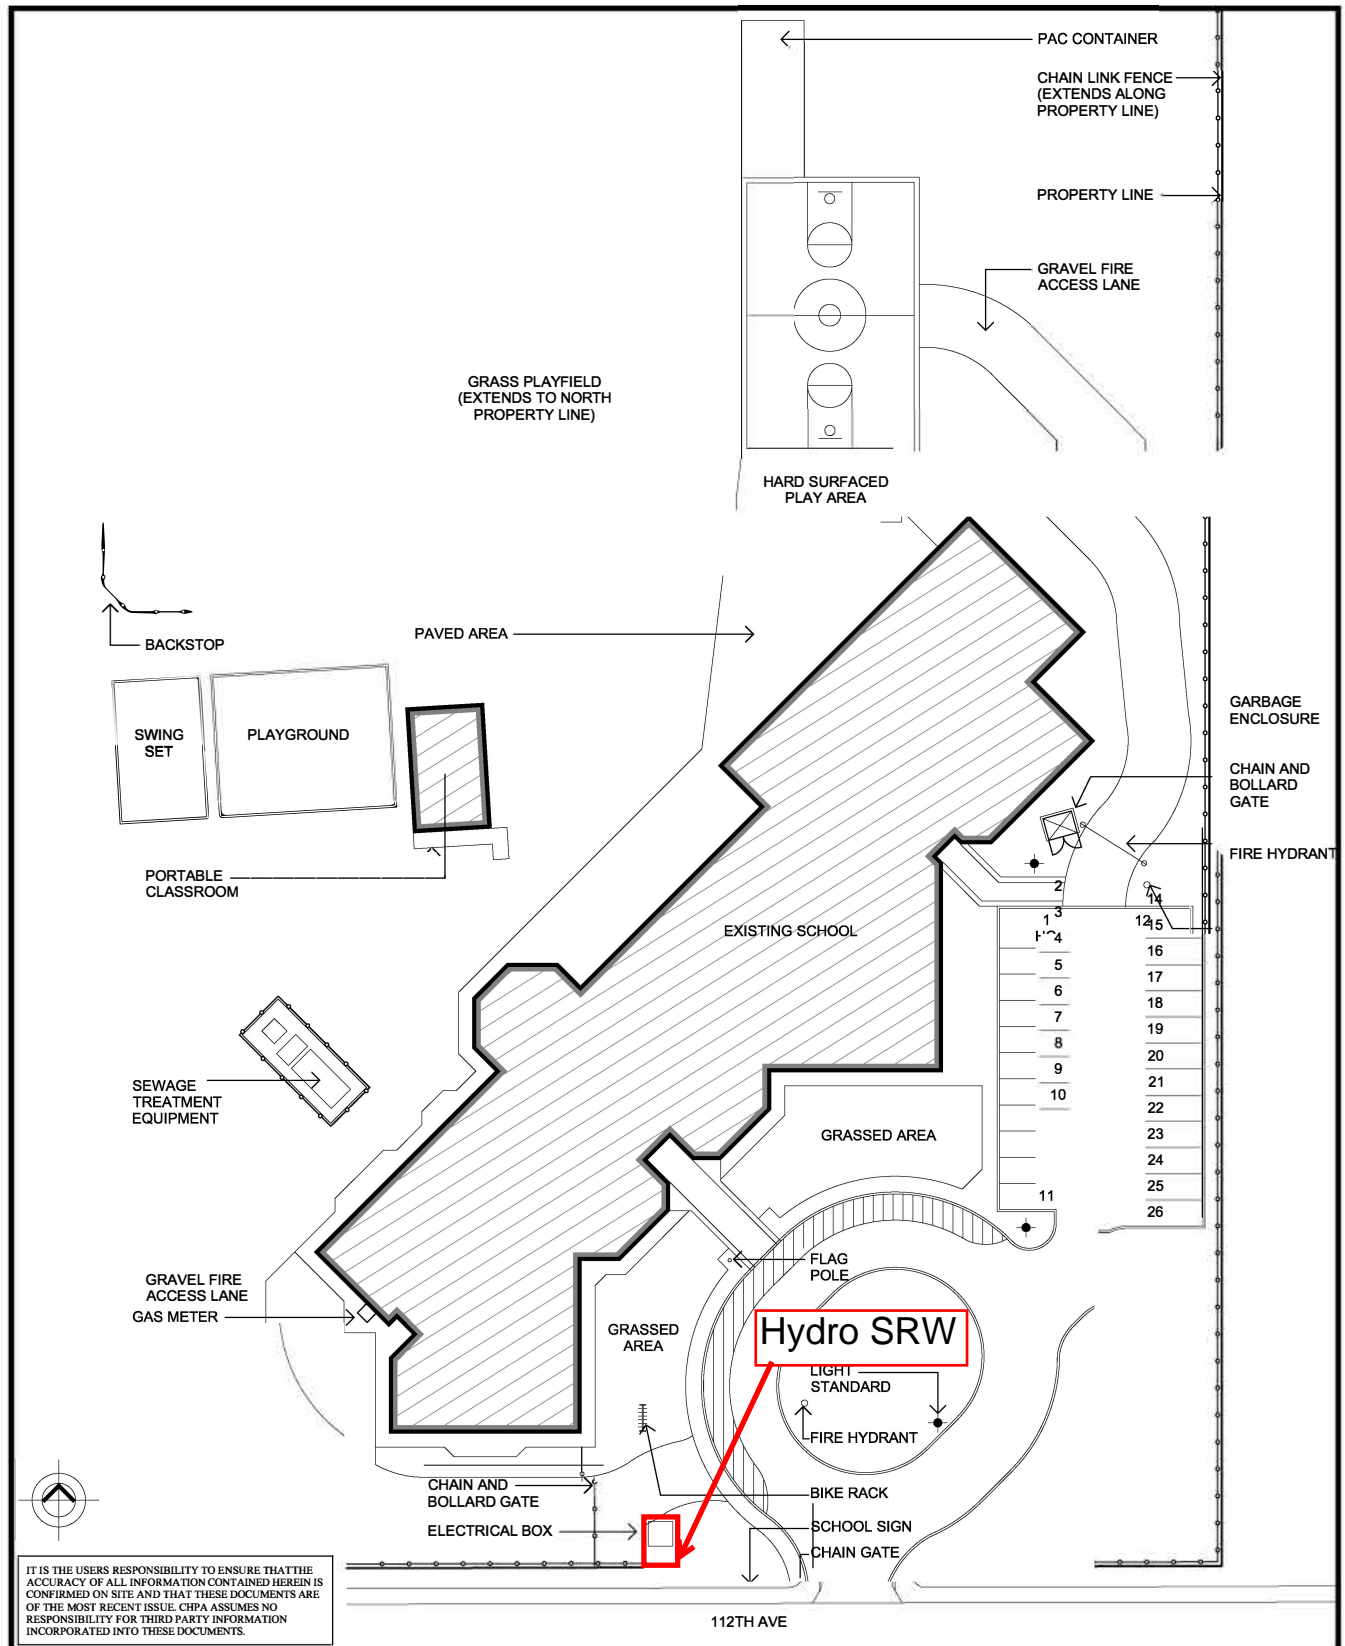 PAC CONTAINER
CHAIN LINK FENCE
(EXTENDS ALONG
PROPERTY LINE)
PROPERTY LINE
GRAVEL FIRE
ACCESS LANE
GRASS PLAYFIELD
(EXTENDS TO NORTH
PROPERTY LINE)
HARD SURFACED
PLAY AREA
BACKSTOP
PAVED AREA
SWING
SET
PLAYGROUND
GARBAGE
ENCLOSURE
CHAIN AND
BOLLARD
GATE
FIRE HYDRANT
PORTABLE
CLASSROOM
EXISTING SCHOOL
2
14
1
3
12
15
4
16
5
17
6
18
7
19
8
20
9
21
10
22
23
24
25
11
26
SEWAGE
TREATMENT
EQUIPMENT
GRASSED AREA
FLAG
POLE
GRAVEL FIRE
ACCESS LANE
GAS METER
GRASSED
AREA
Hydro SRW
LIGHT
STANDARD
FIRE HYDRANT
CHAIN AND
BOLLARD GATE
BIKE RACK
ELECTRICAL BOX
SCHOOL SIGN
CHAIN GATE
IT IS THE USERS RESPONSIBILITY TO ENSURE THATTHE
ACCURACY OF ALL INFORMATION CONTAINED HEREIN IS
CONFIRMED ON SITE AND THAT THESE DOCUMENTS ARE
OF THE MOST RECENT ISSUE. CHPA ASSUMES NO
RESPONSIBILITY FOR THIRD PARTY INFORMATION
INCORPORATED INTO THESE DOCUMENTS.
112TH AVE